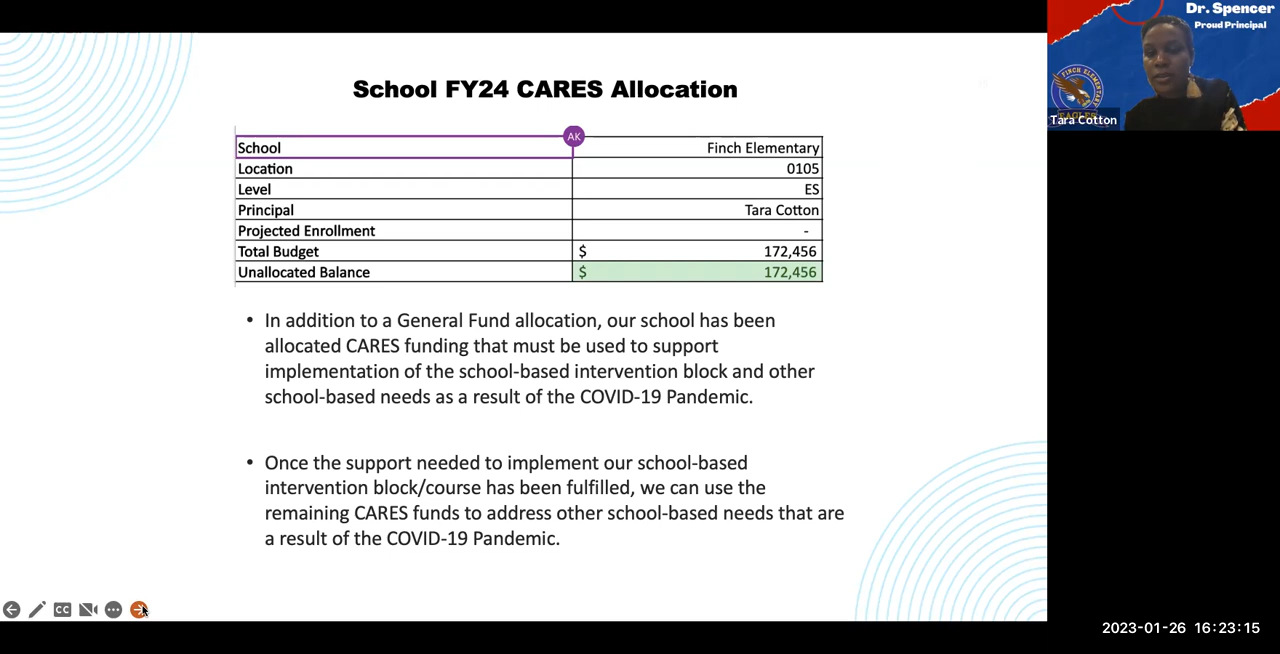 Dr. Spencer
Proud Principal
FINCH ELEMENTARY
EAGLES
Tara Cotton
School FY24 CARES Allocation
AK
School Finch Elementary
Location 0105
Level ES
Principal Tara Cotton
Projected Enrollment -
Total Budget $ 172,456
Unallocated Balance $ 172,456
• In addition to a General Fund allocation, our school has been
allocated CARES funding that must be used to support
implementation of the school-based intervention block and other
school-based needs as a result of the COVID-19 Pandemic.
• Once the support needed to implement our school-based
intervention block/course has been fulfilled, we can use the
remaining CARES funds to address other school-based needs that are
a result of the COVID-19 Pandemic.
CC
2023-01-26 16:23:15